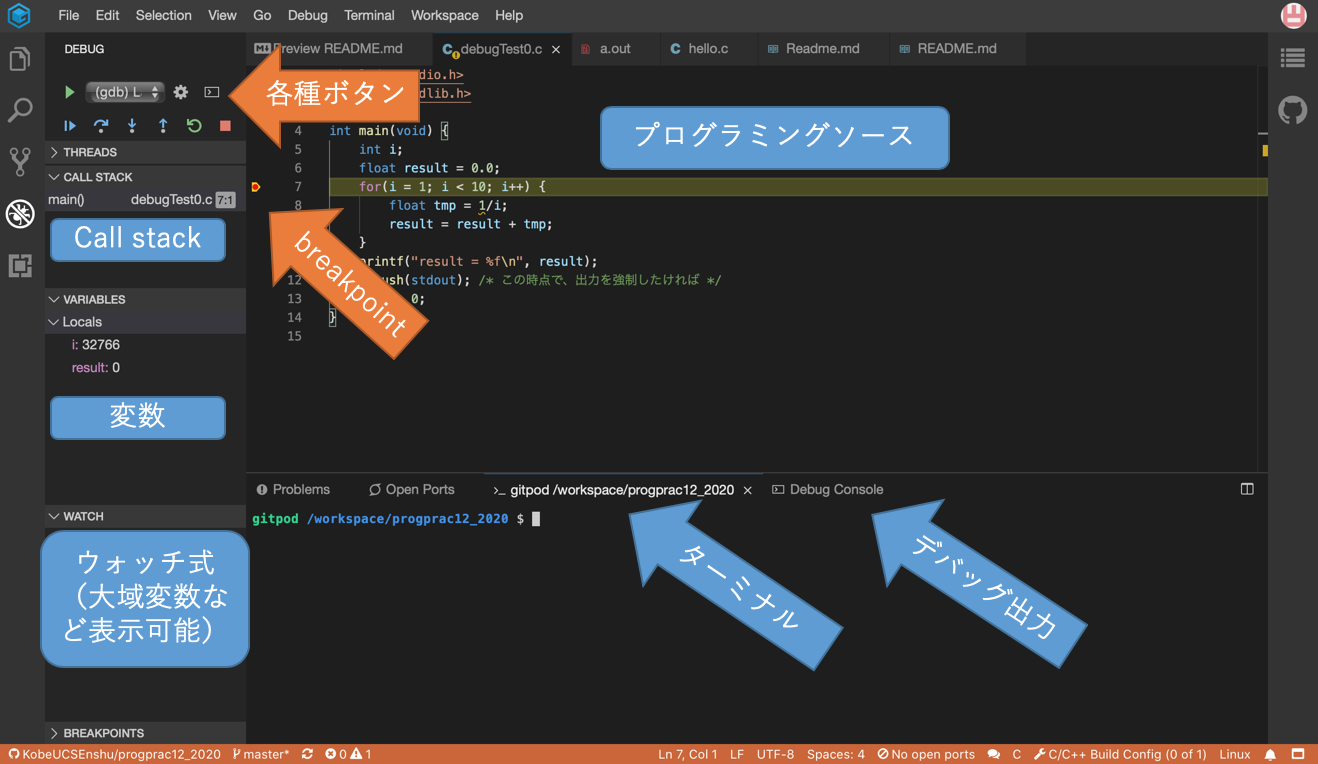 File Edit Selection View Go Debug Terminal Workspace Help
DEBUG
Preview README.md
debugTest0.c
a.out
hello.c
Readme.md
README.md
(gdb) L
各種ボタン
dio.h>
dlib.h>
プログラミングソース
4 int main(void) {
5 int i;
6 float result = 0.0;
7 for(i = 1; i < 10; i++) {
8 float tmp = 1/i;
result = result + tmp;
}
rintf("result = %f\n", result);
12 ush(stdout); /* この時点で、出力を強制したければ */
13 0;
14 }
15
breakpoint
THREADS
CALL STACK
main() debugTest0.c 7:1
Call stack
VARIABLES
Locals
i: 32766
result: 0
変数
WATCH
ウォッチ式
（大域変数な
ど表示可能）
BREAKPOINTS
Problems
Open Ports
gitpod /workspace/progprac12_2020
Debug Console
gitpod /workspace/progprac12_2020 $
ターミナル
デバッグ出力
KobeUCSEnshu/progprac12_2020 master* 0 1
Ln 7, Col 1 LF UTF-8 Spaces: 4 No open ports C C/C++ Build Config (0 of 1) Linux